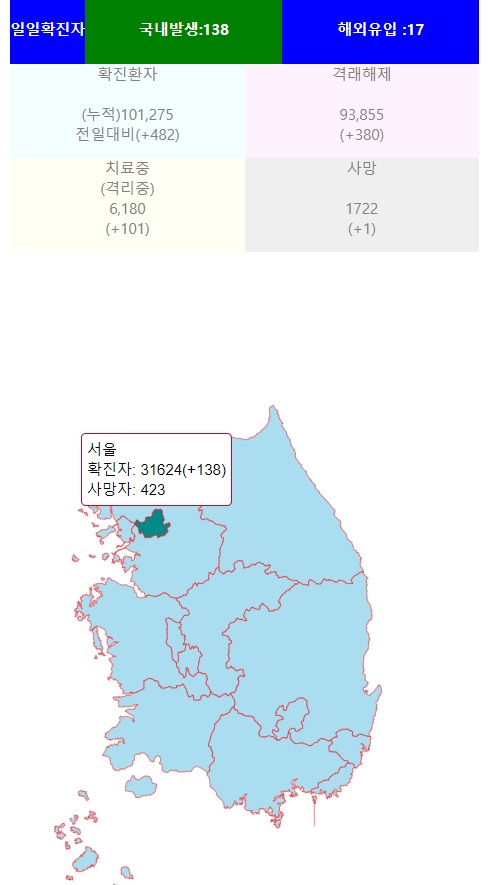 일일확진자
국내발생:138
해외유입 :17
확진환자
(누적)101,275
전일대비(+482)
격래해제
93,855
(+380)
치료중
(격리중)
6,180
(+101)
사망
1722
(+1)
서울
확진자: 31624(+138)
사망자: 423